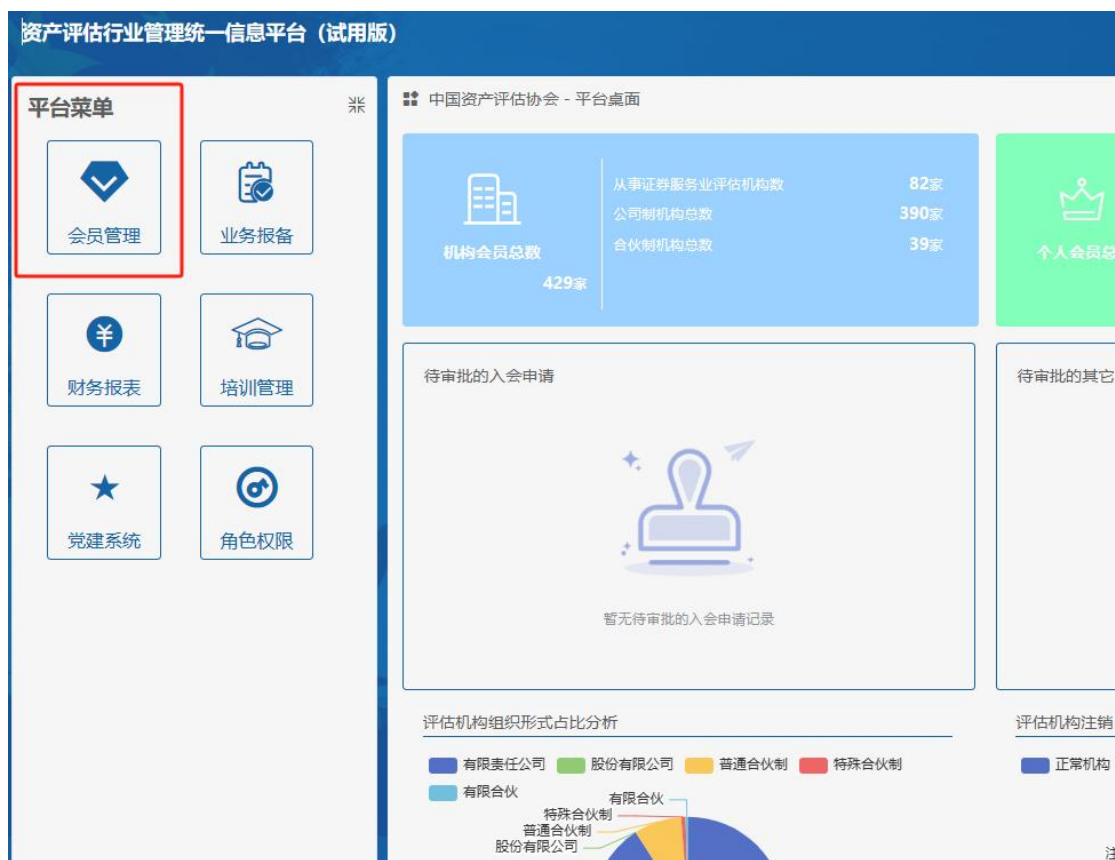 资产评估行业管理统一信息平台（试用版）
平台菜单
会员管理
业务报备
财务报表
培训管理
党建系统
角色权限
中国资产评估协会 - 平台桌面
机构会员总数
429家
从事证券服务业评估机构数 82家
公司制机构总数 390家
合伙制机构总数 39家
个人会员总
待审批的入会申请
暂无待审批的入会申请记录
待审批的其它
评估机构组织形式占比分析
有限责任公司 股份有限公司 普通合伙制 特殊合伙制
有限合伙
有限合伙
特殊合伙制
普通合伙制
股份有限公司
评估机构注销
正常机构
注